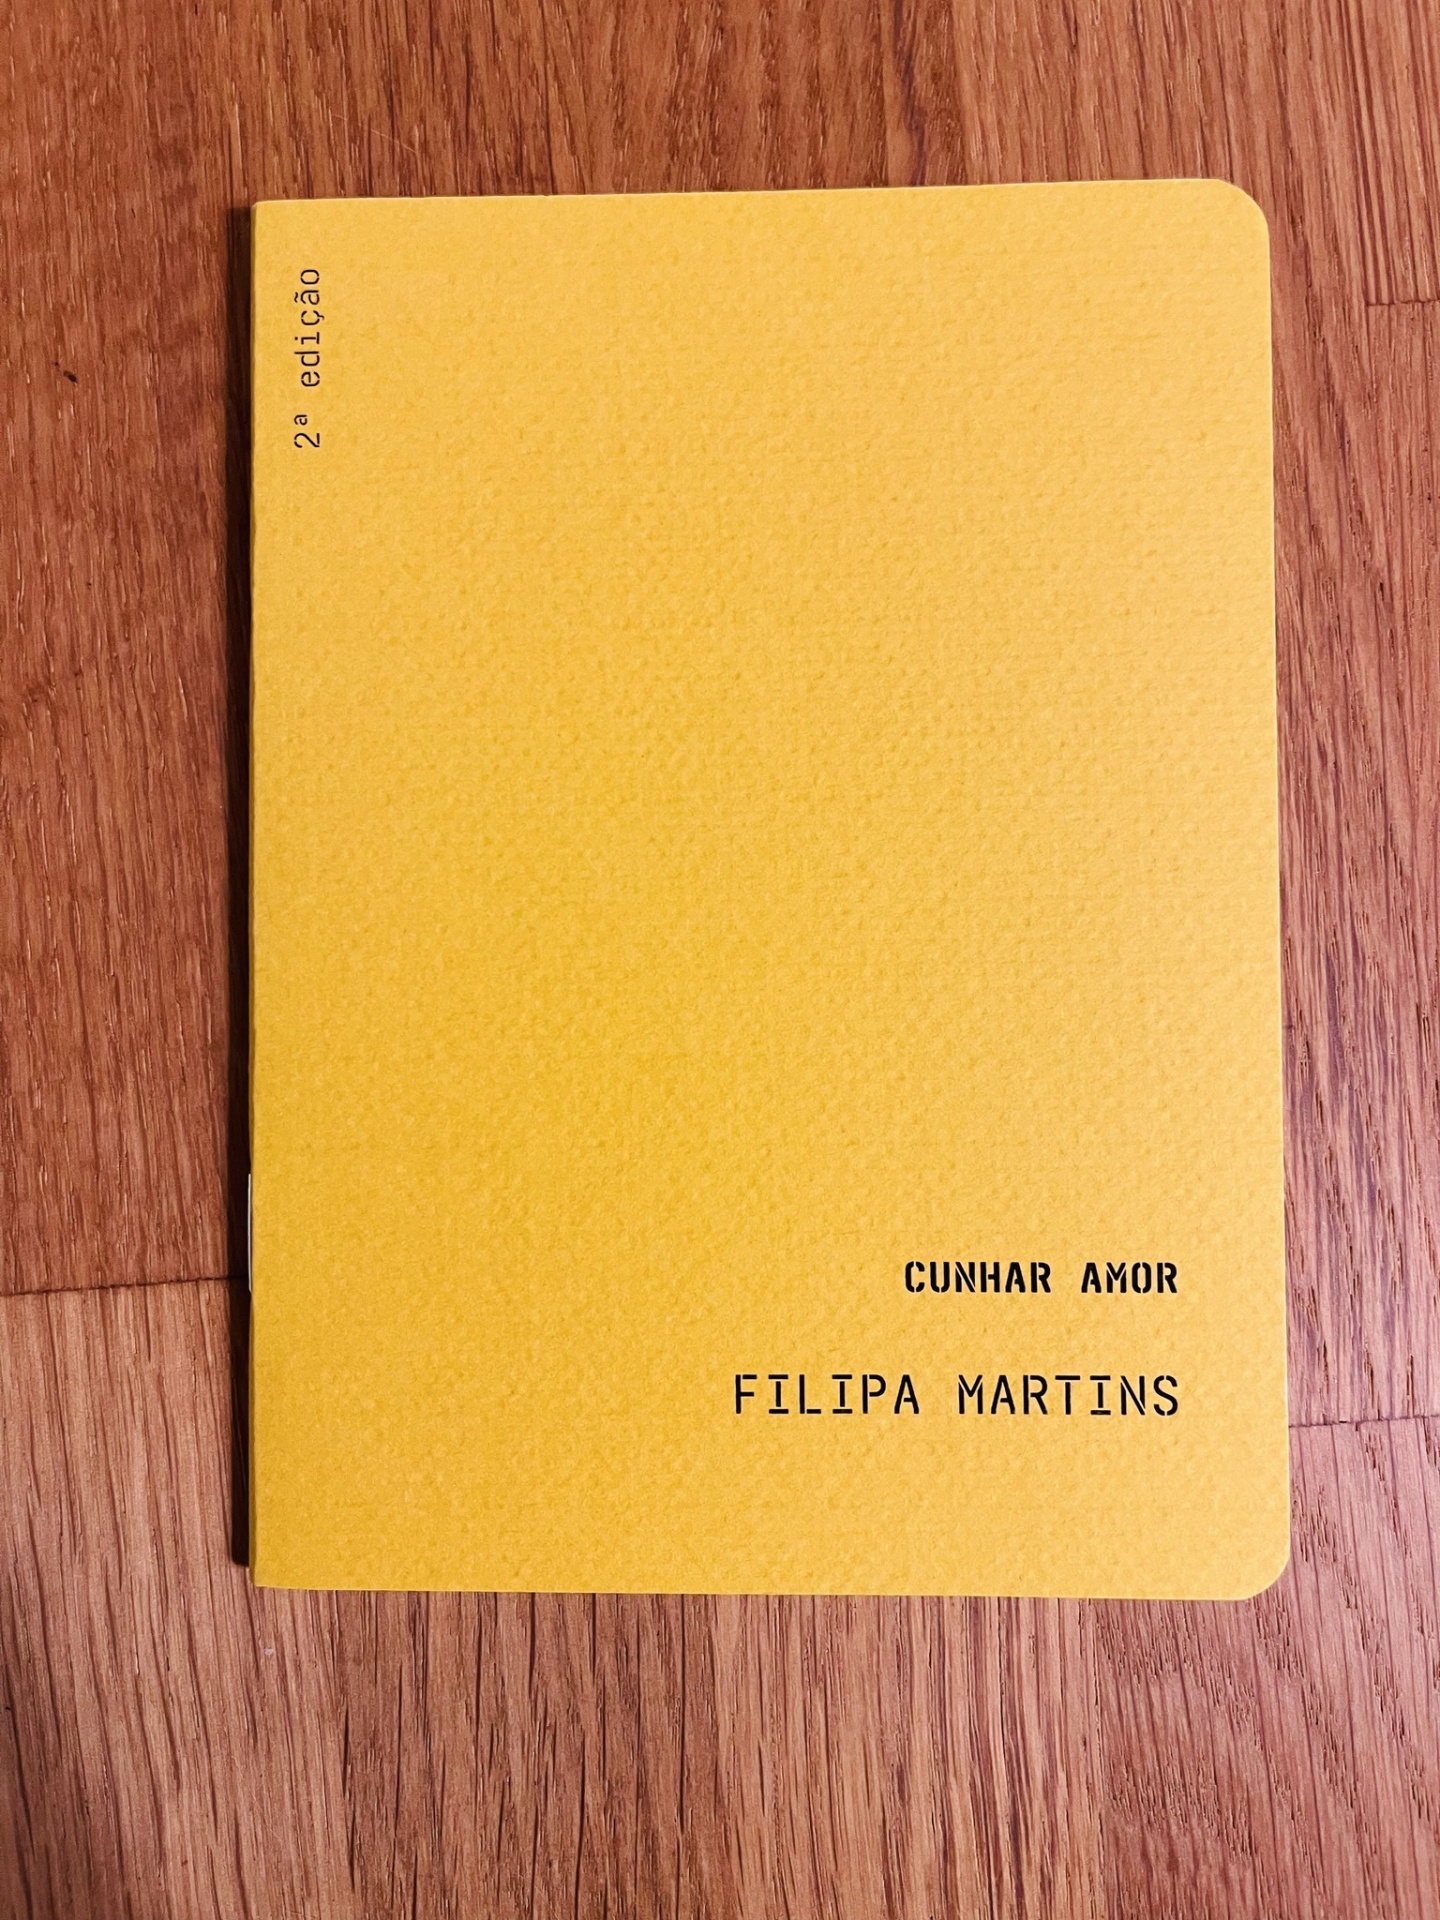 2ª edição
CUNHAR AMOR
FILIPA MARTINS